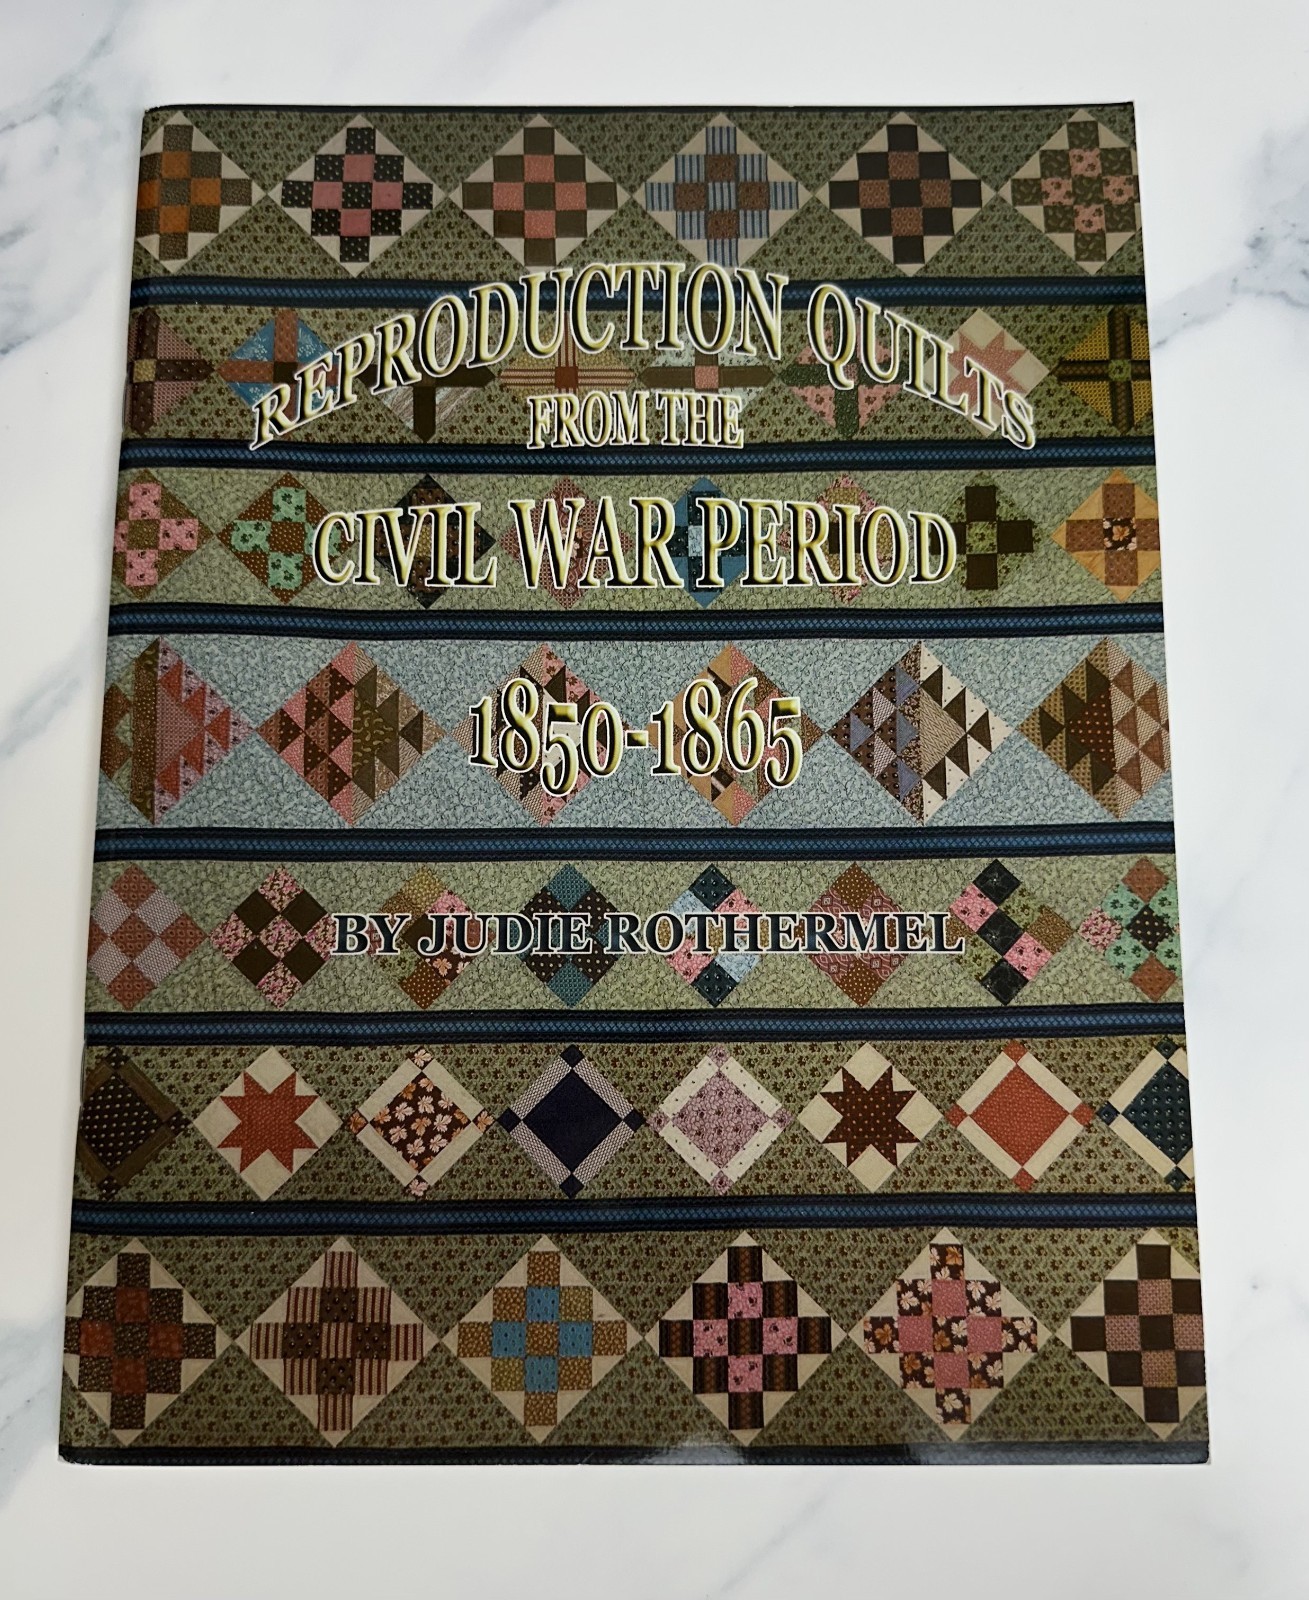 REPRODUCTION QUILTS
FROM THE
CIVIL WAR PERIOD
1850-1865
BY JUDIE ROTHERMEL